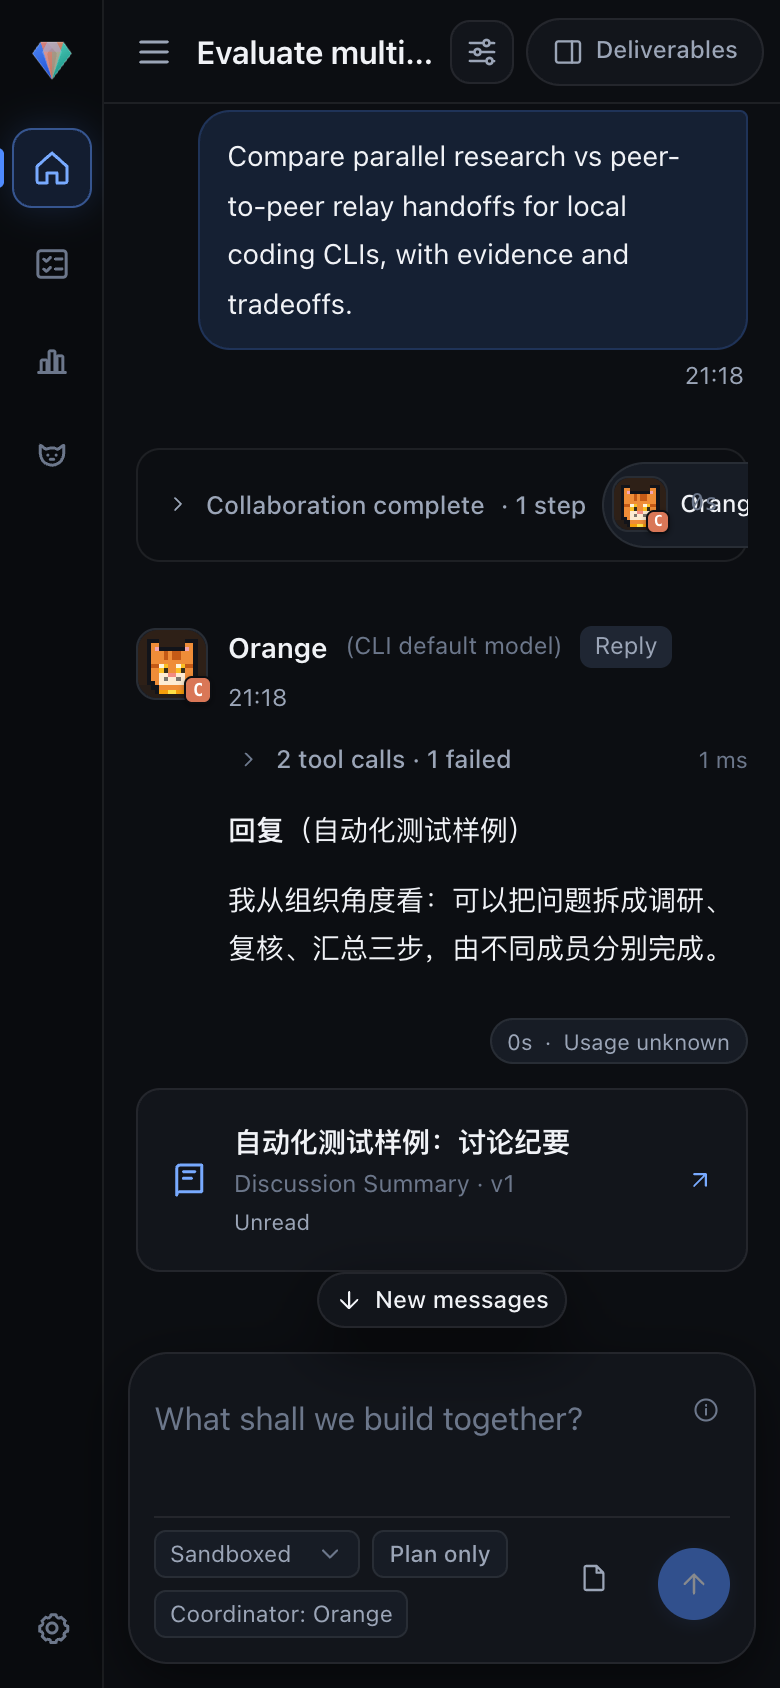 Evaluate multi...
Deliverables
Compare parallel research vs peer-
to-peer relay handoffs for local
coding CLIs, with evidence and
tradeoffs.
21:18
Collaboration complete · 1 step
C
Orang
0s
Orange (CLI default model) Reply
C
21:18
2 tool calls · 1 failed 1 ms
回复（自动化测试样例）
我从组织角度看：可以把问题拆成调研、
复核、汇总三步，由不同成员分别完成。
0s · Usage unknown
自动化测试样例：讨论纪要
Discussion Summary · v1
Unread
New messages
What shall we build together?
Sandboxed
Plan only
Coordinator: Orange